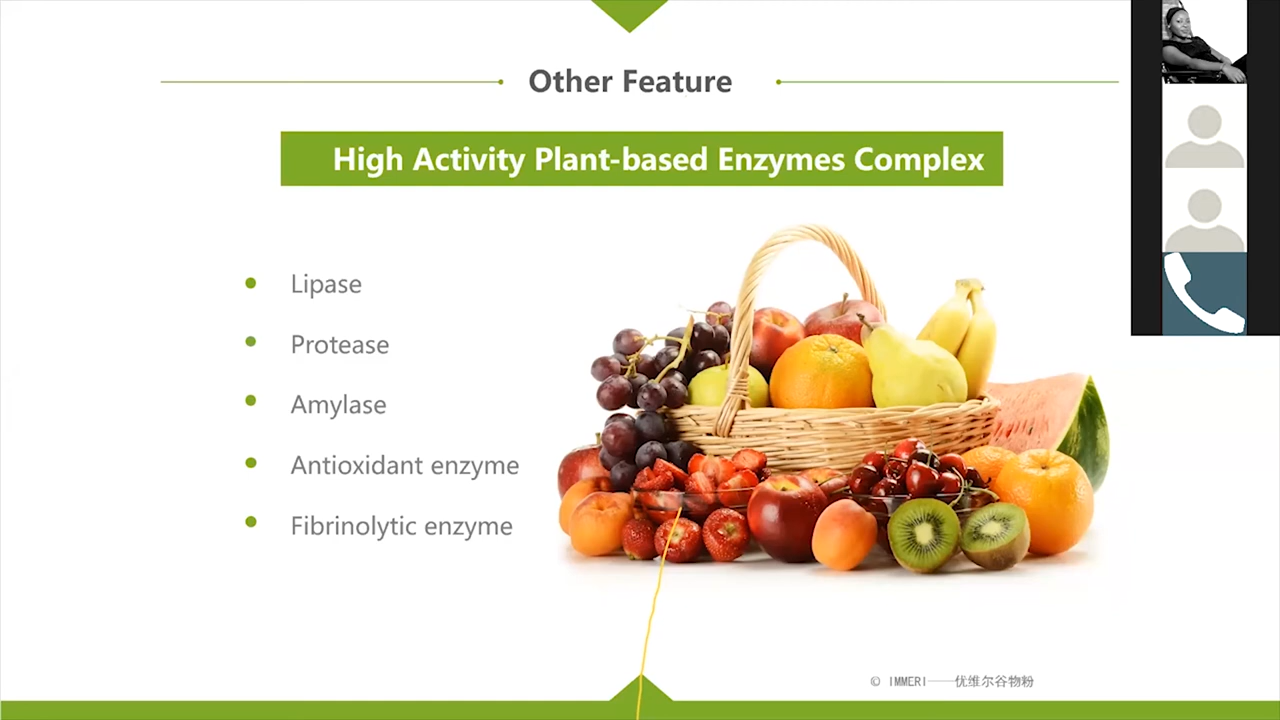 Other Feature
High Activity Plant-based Enzymes Complex
Lipase
Protease
Amylase
Antioxidant enzyme
Fibrinolytic enzyme
© IMMERI——优维尔谷物粉